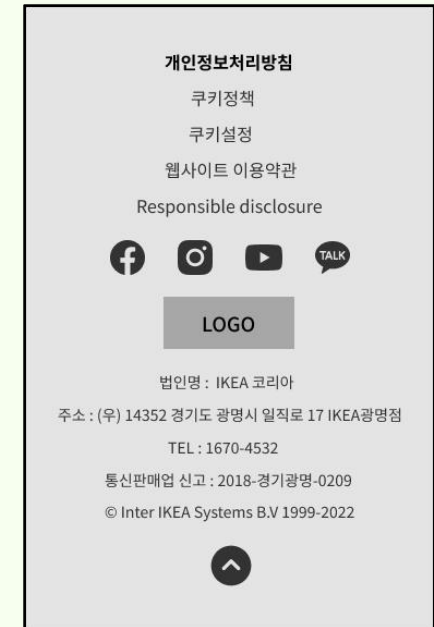 개인정보처리방침
쿠키정책
쿠키설정
웹사이트 이용약관
Responsible disclosure
TALK
LOGO
법인명 : IKEA 코리아
주소 : (우) 14352 경기도 광명시 일직로 17 IKEA광명점
TEL : 1670-4532
통신판매업 신고 : 2018-경기광명-0209
© Inter IKEA Systems B.V 1999-2022